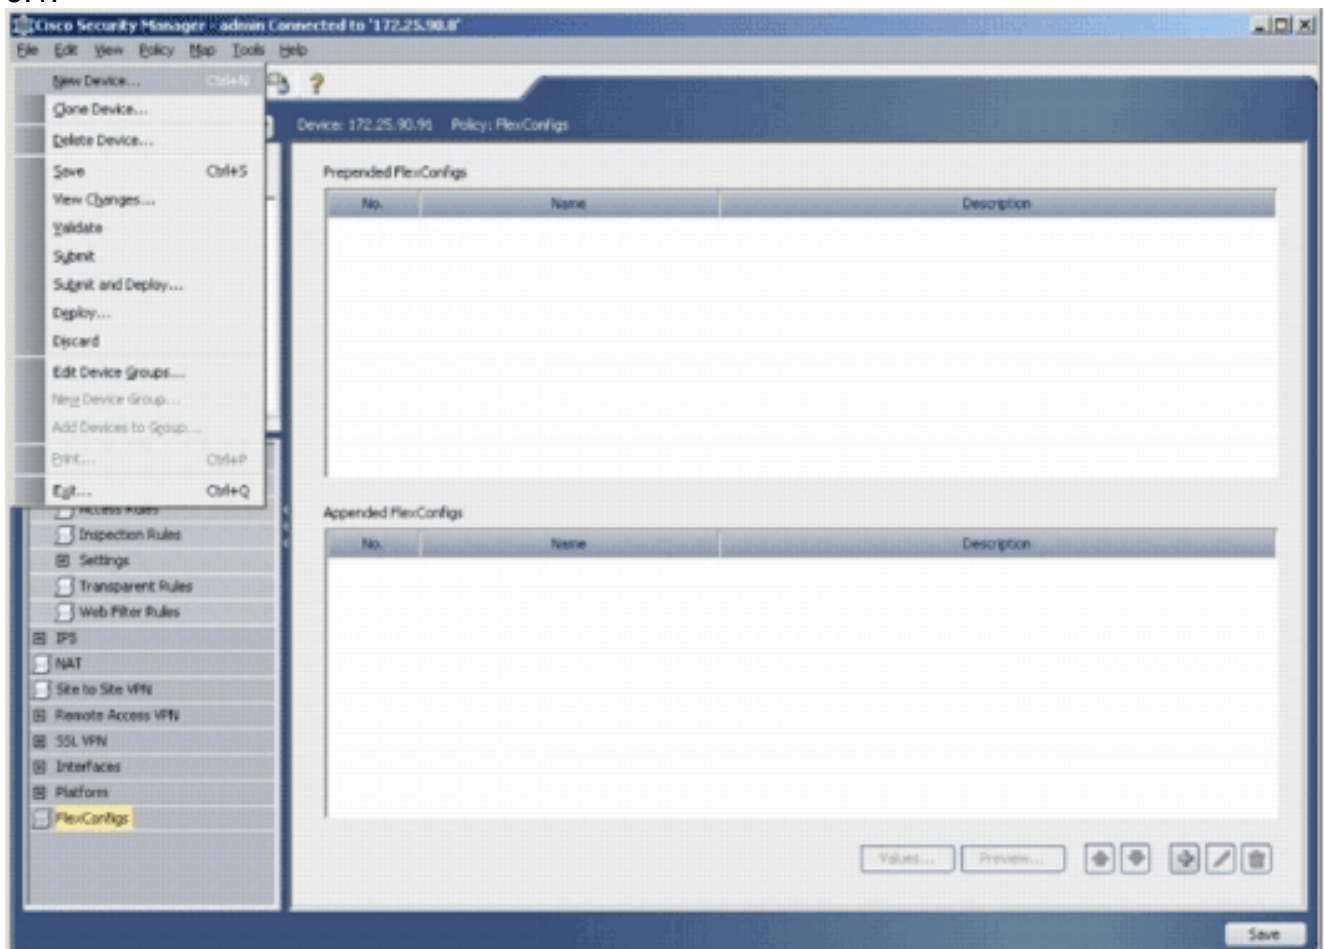 Cisco Security Manager - admin Connected to '172.25.90.8'
File Edit View Policy Map Tools Help
New Device... Ctrl+N
Clone Device...
Delete Device...
Save Ctrl+S
View Changes...
Validate
Submit
Submit and Deploy...
Deploy...
Discard
Edit Device Groups...
New Device Group...
Add Devices to Group...
Print... Ctrl+P
Exit... Ctrl+Q
Access Rules
Inspection Rules
Settings
Transparent Rules
Web Filter Rules
IPS
NAT
Site to Site VPN
Remote Access VPN
SSL VPN
Interfaces
Platform
FlexConfigs
Device: 172.25.90.91 Policy: FlexConfigs
Prepended FlexConfigs
No. Name Description
Appended FlexConfigs
No. Name Description
Values... Preview...
Save